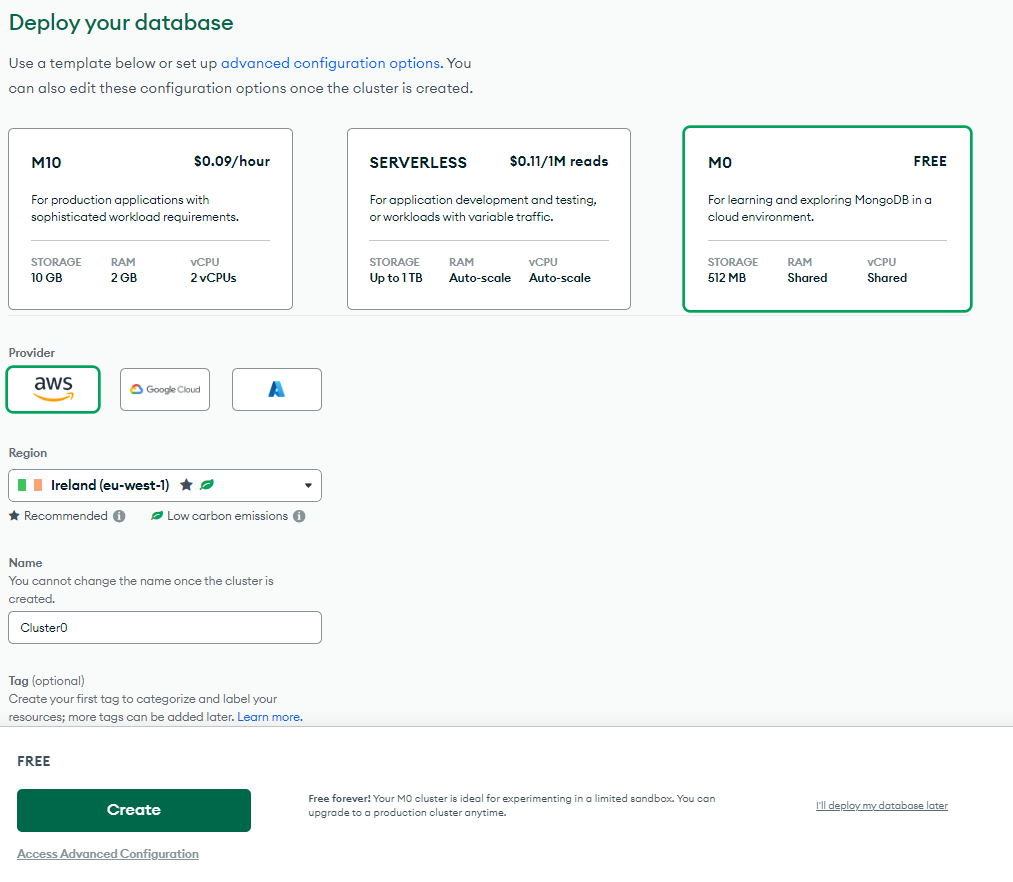 Deploy your database
Use a template below or set up advanced configuration options. You
can also edit these configuration options once the cluster is created.
M10 $0.09/hour
For production applications with
sophisticated workload requirements.
STORAGE RAM vCPU
10 GB 2 GB 2 vCPUs
SERVERLESS $0.11/1M reads
For application development and testing,
or workloads with variable traffic.
STORAGE RAM vCPU
Up to 1 TB Auto-scale Auto-scale
M0 FREE
For learning and exploring MongoDB in a
cloud environment.
STORAGE RAM vCPU
512 MB Shared Shared
Provider
aws Google Cloud
Region
Ireland (eu-west-1)
Recommended Low carbon emissions
Name
You cannot change the name once the cluster is
created.
Cluster0
Tag (optional)
Create your first tag to categorize and label your
resources; more tags can be added later. Learn more.
FREE
Create
Access Advanced Configuration
Free forever! Your M0 cluster is ideal for experimenting in a limited sandbox. You can
upgrade to a production cluster anytime.
I'll deploy my database later